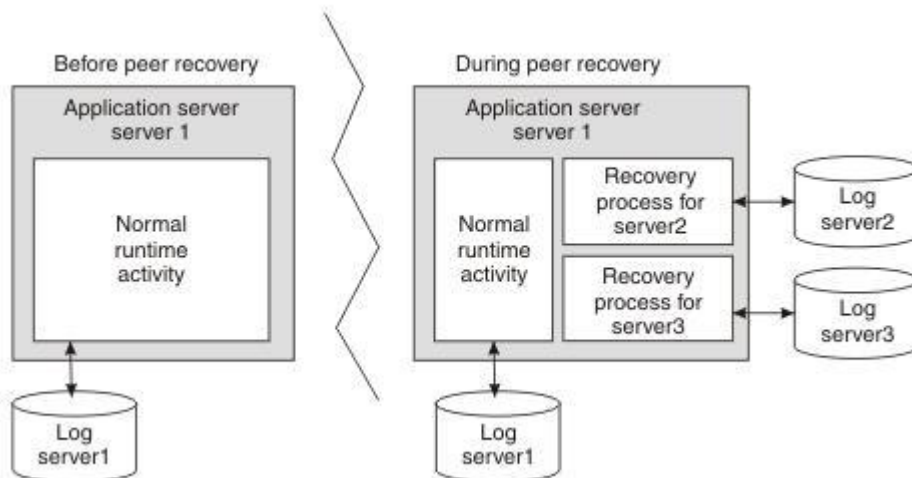 Before peer recovery
Application server
server 1
Normal
runtime
activity
Log
server1
During peer recovery
Application server
server 1
Normal
runtime
activity
Recovery
process for
server2
Recovery
process for
server3
Log
server2
Log
server3
Log
server1